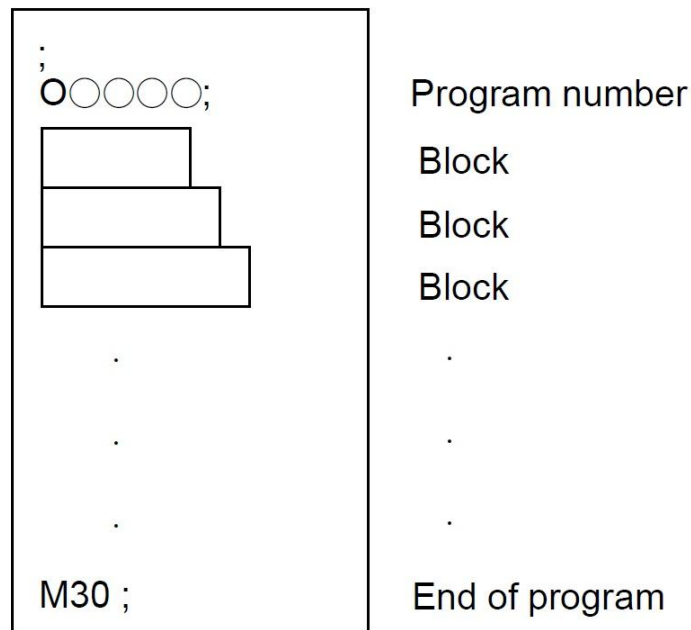 ;
O○○○○; Program number
Block
Block
Block
. .
. .
. .
M30 ; End of program